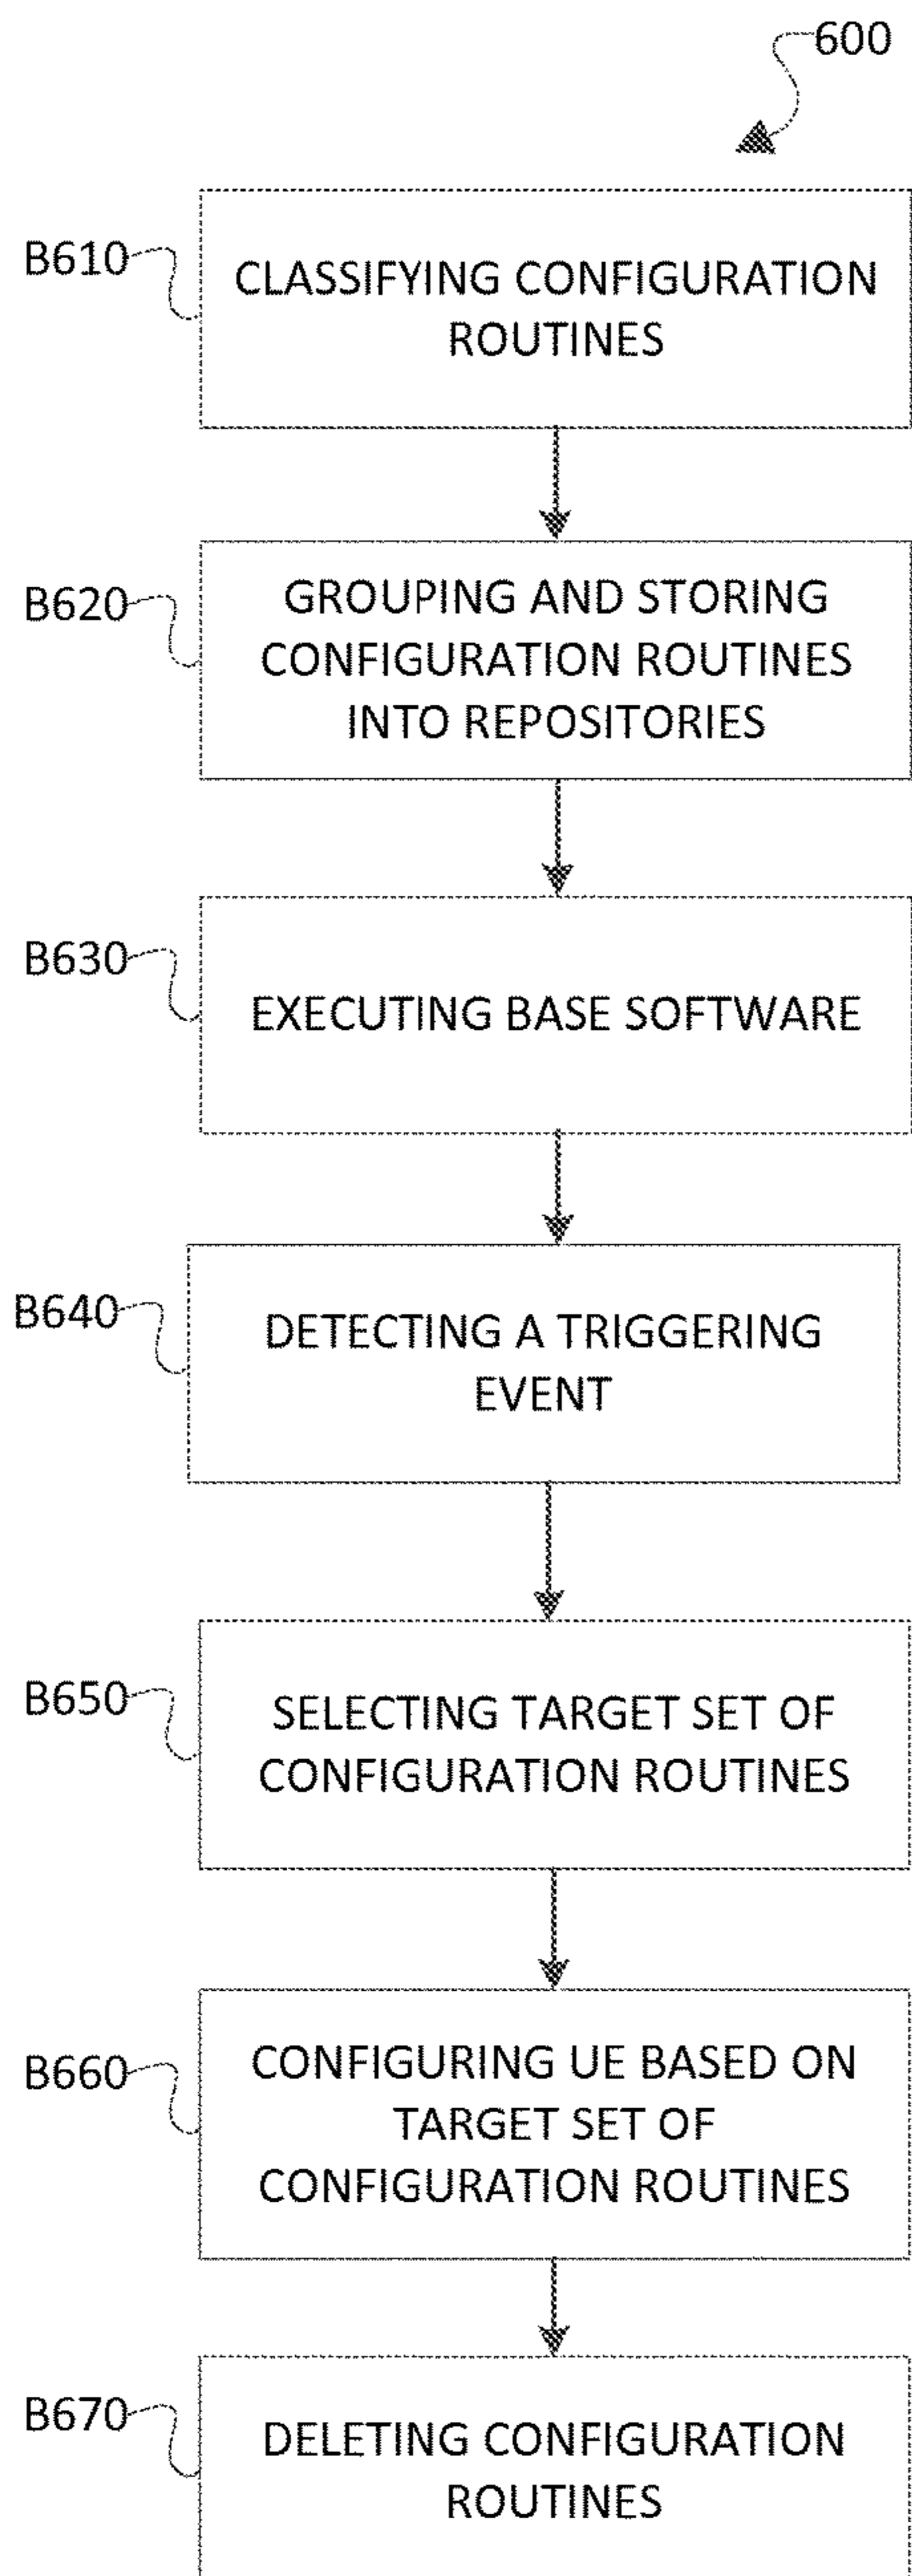 600
B610
CLASSIFYING CONFIGURATION
ROUTINES
B620
GROUPING AND STORING
CONFIGURATION ROUTINES
INTO REPOSITORIES
B630
EXECUTING BASE SOFTWARE
B640
DETECTING A TRIGGERING
EVENT
B650
SELECTING TARGET SET OF
CONFIGURATION ROUTINES
B660
CONFIGURING UE BASED ON
TARGET SET OF
CONFIGURATION ROUTINES
B670
DELETING CONFIGURATION
ROUTINES